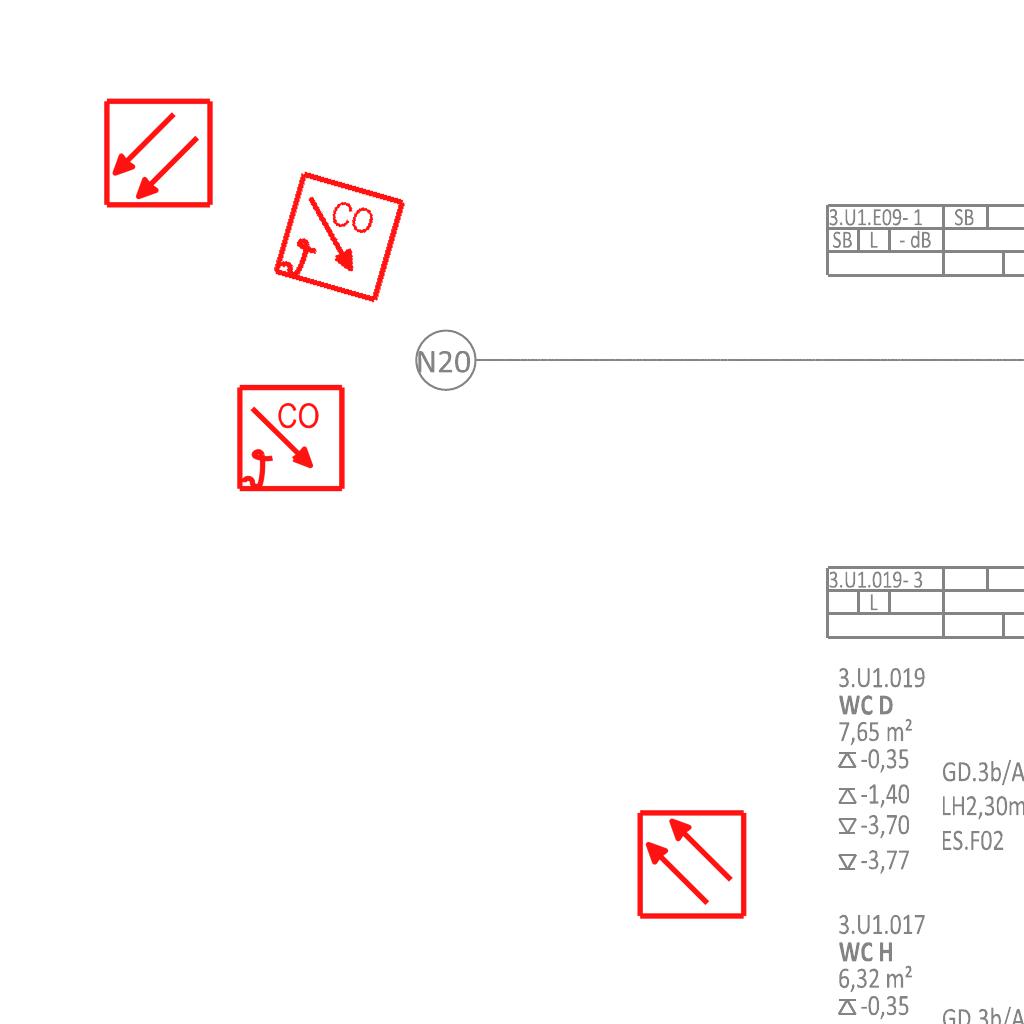 CO
3.U1.E09- 1 SB
SB L - dB
N20
CO
3.U1.019- 3
L
3.U1.019
WC D
7,65 m²
-0,35
GD.3b/A
-1,40
LH2,30m
-3,70
ES.F02
-3,77
3.U1.017
WC H
6,32 m²
-0,35
GD.3b/A